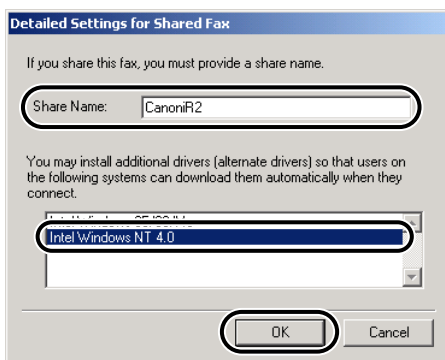 Detailed Settings for Shared Fax
If you share this fax, you must provide a share name.
Share Name: CanoniR2
You may install additional drivers (alternate drivers) so that users on
the following systems can download them automatically when they
connect.
Intel Windows NT 4.0
OK Cancel